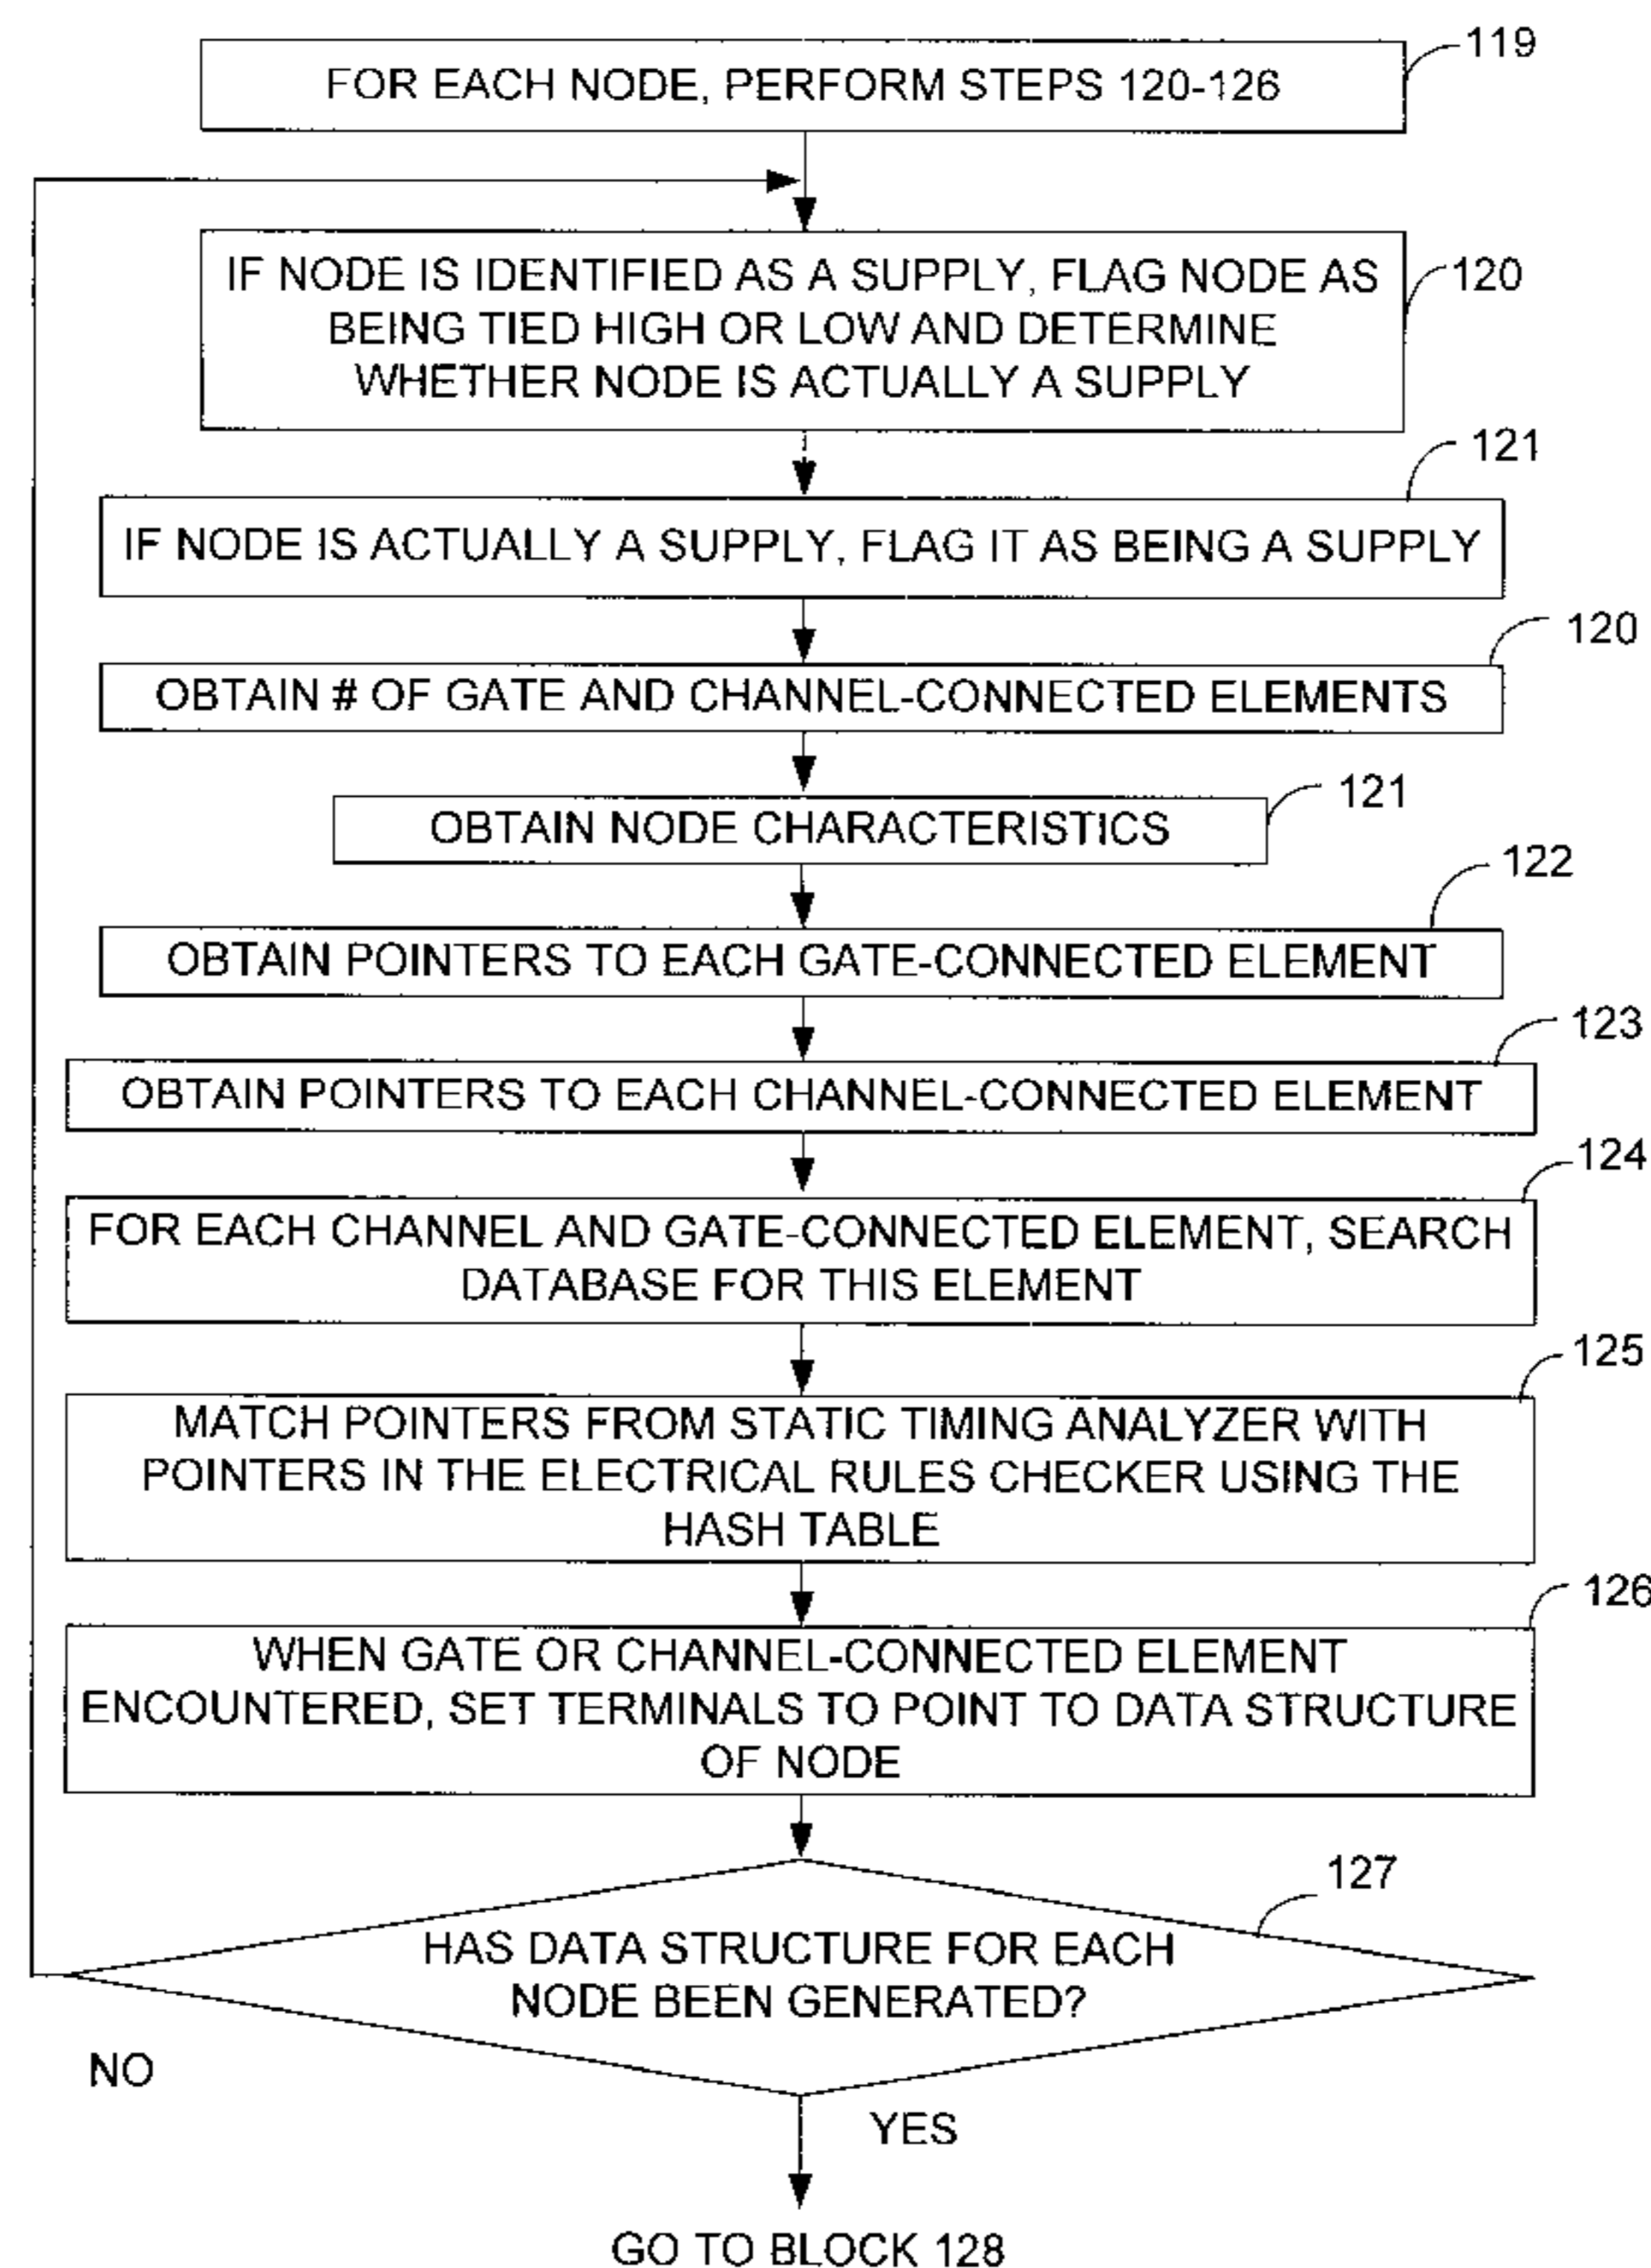 119
FOR EACH NODE, PERFORM STEPS 120-126
IF NODE IS IDENTIFIED AS A SUPPLY, FLAG NODE AS
BEING TIED HIGH OR LOW AND DETERMINE
WHETHER NODE IS ACTUALLY A SUPPLY
120
121
IF NODE IS ACTUALLY A SUPPLY, FLAG IT AS BEING A SUPPLY
120
OBTAIN # OF GATE AND CHANNEL-CONNECTED ELEMENTS
121
OBTAIN NODE CHARACTERISTICS
122
OBTAIN POINTERS TO EACH GATE-CONNECTED ELEMENT
123
OBTAIN POINTERS TO EACH CHANNEL-CONNECTED ELEMENT
124
FOR EACH CHANNEL AND GATE-CONNECTED ELEMENT, SEARCH
DATABASE FOR THIS ELEMENT
125
MATCH POINTERS FROM STATIC TIMING ANALYZER WITH
POINTERS IN THE ELECTRICAL RULES CHECKER USING THE
HASH TABLE
126
WHEN GATE OR CHANNEL-CONNECTED ELEMENT
ENCOUNTERED, SET TERMINALS TO POINT TO DATA STRUCTURE
OF NODE
127
HAS DATA STRUCTURE FOR EACH
NODE BEEN GENERATED?
NO
YES
GO TO BLOCK 128